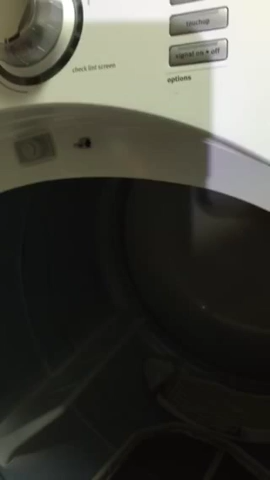 touchup
signal on • off
check lint screen
options